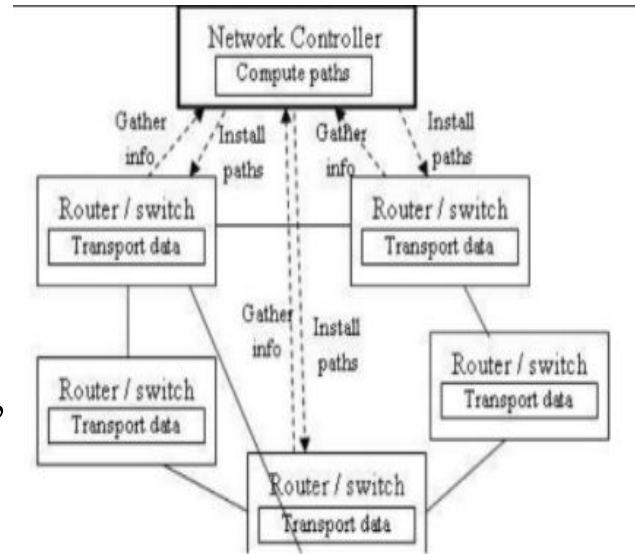 Network Controller
Compute paths
Gather
info
Install
paths
Gather
info
Install
paths
Router / switch
Transport data
Router / switch
Transport data
Gather
info
Install
paths
Router / switch
Transport data
Router / switch
Transport data
Router / switch
Transport data
,